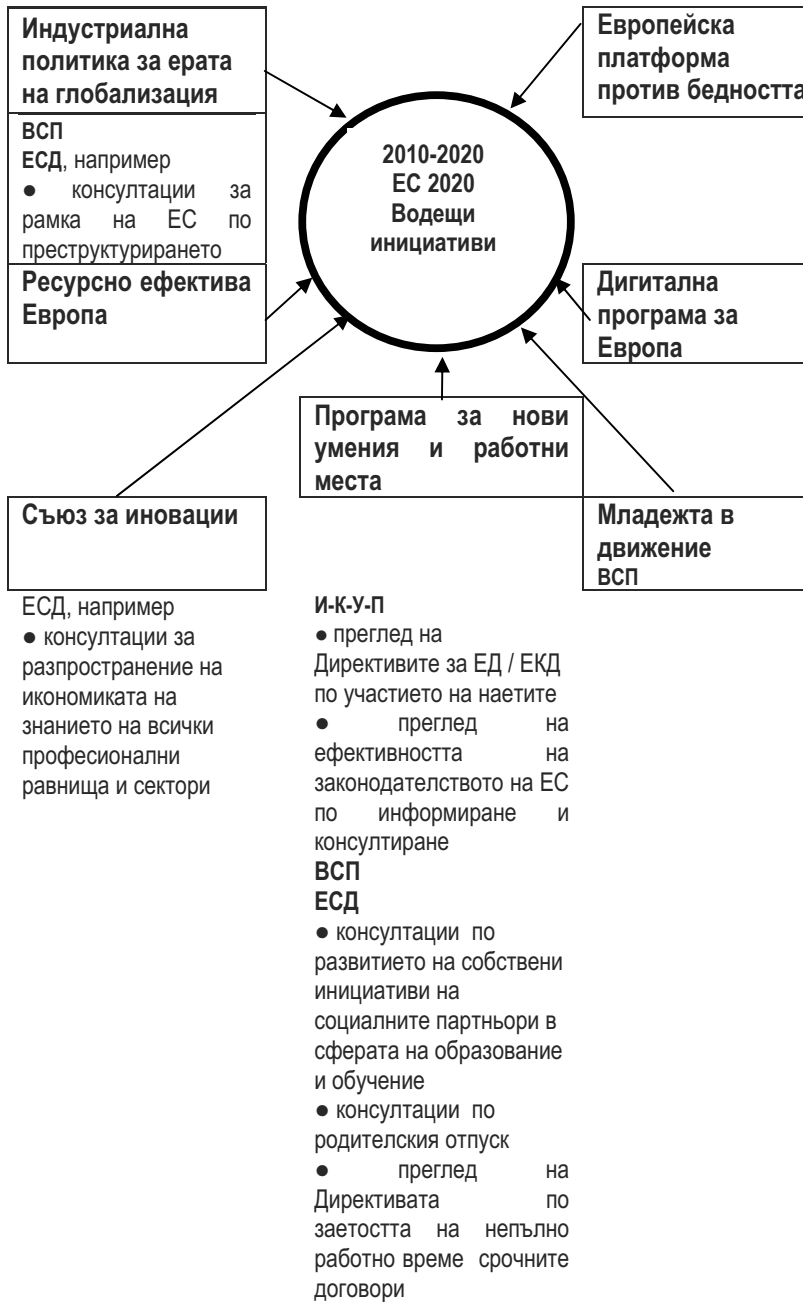 Индустриална
политика за ерата
на глобализация
ВСП
ЕСД, например
● консултации за
рамка на ЕС по
преструктурирането
Ресурсно ефектива
Европа
2010-2020
ЕС 2020
Водещи
инициативи
Европейска
платформа
против бедността
Дигитална
програма за
Европа
Програма за нови
умения и работни
места
Съюз за иновации
Младежта в
движение
ВСП
ЕСД, например
● консултации за
разпространение на
икономиката на
знанието на всички
професионални
равнища и сектори
И-К-У-П
● преглед на
Директивите за ЕД / ЕКД
по участието на наетите
● преглед на
ефективността на
законодателството на ЕС
по информиране и
консултиране
ВСП
ЕСД
● консултации по
развитието на собствени
инициативи на
социалните партньори в
сферата на образование
и обучение
● консултации по
родителския отпуск
● преглед на
Директивата по
заетостта на непълно
работно време срочните
договори